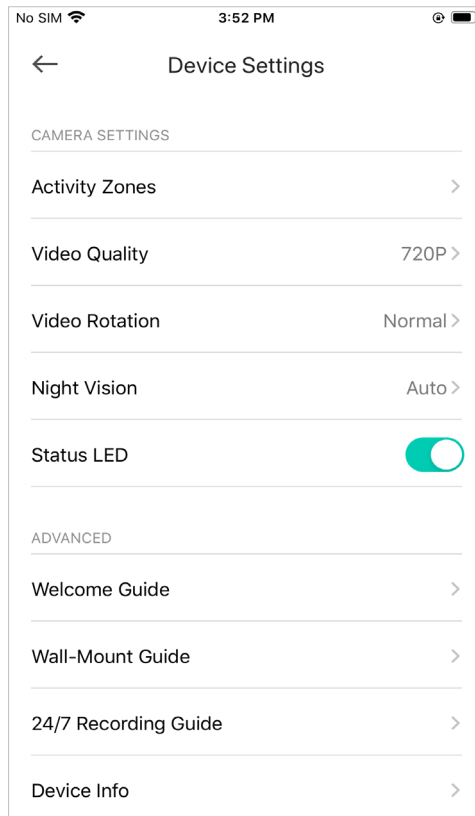 No SIM 3:52 PM
Device Settings
CAMERA SETTINGS
Activity Zones
Video Quality 720P
Video Rotation Normal
Night Vision Auto
Status LED
ADVANCED
Welcome Guide
Wall-Mount Guide
24/7 Recording Guide
Device Info